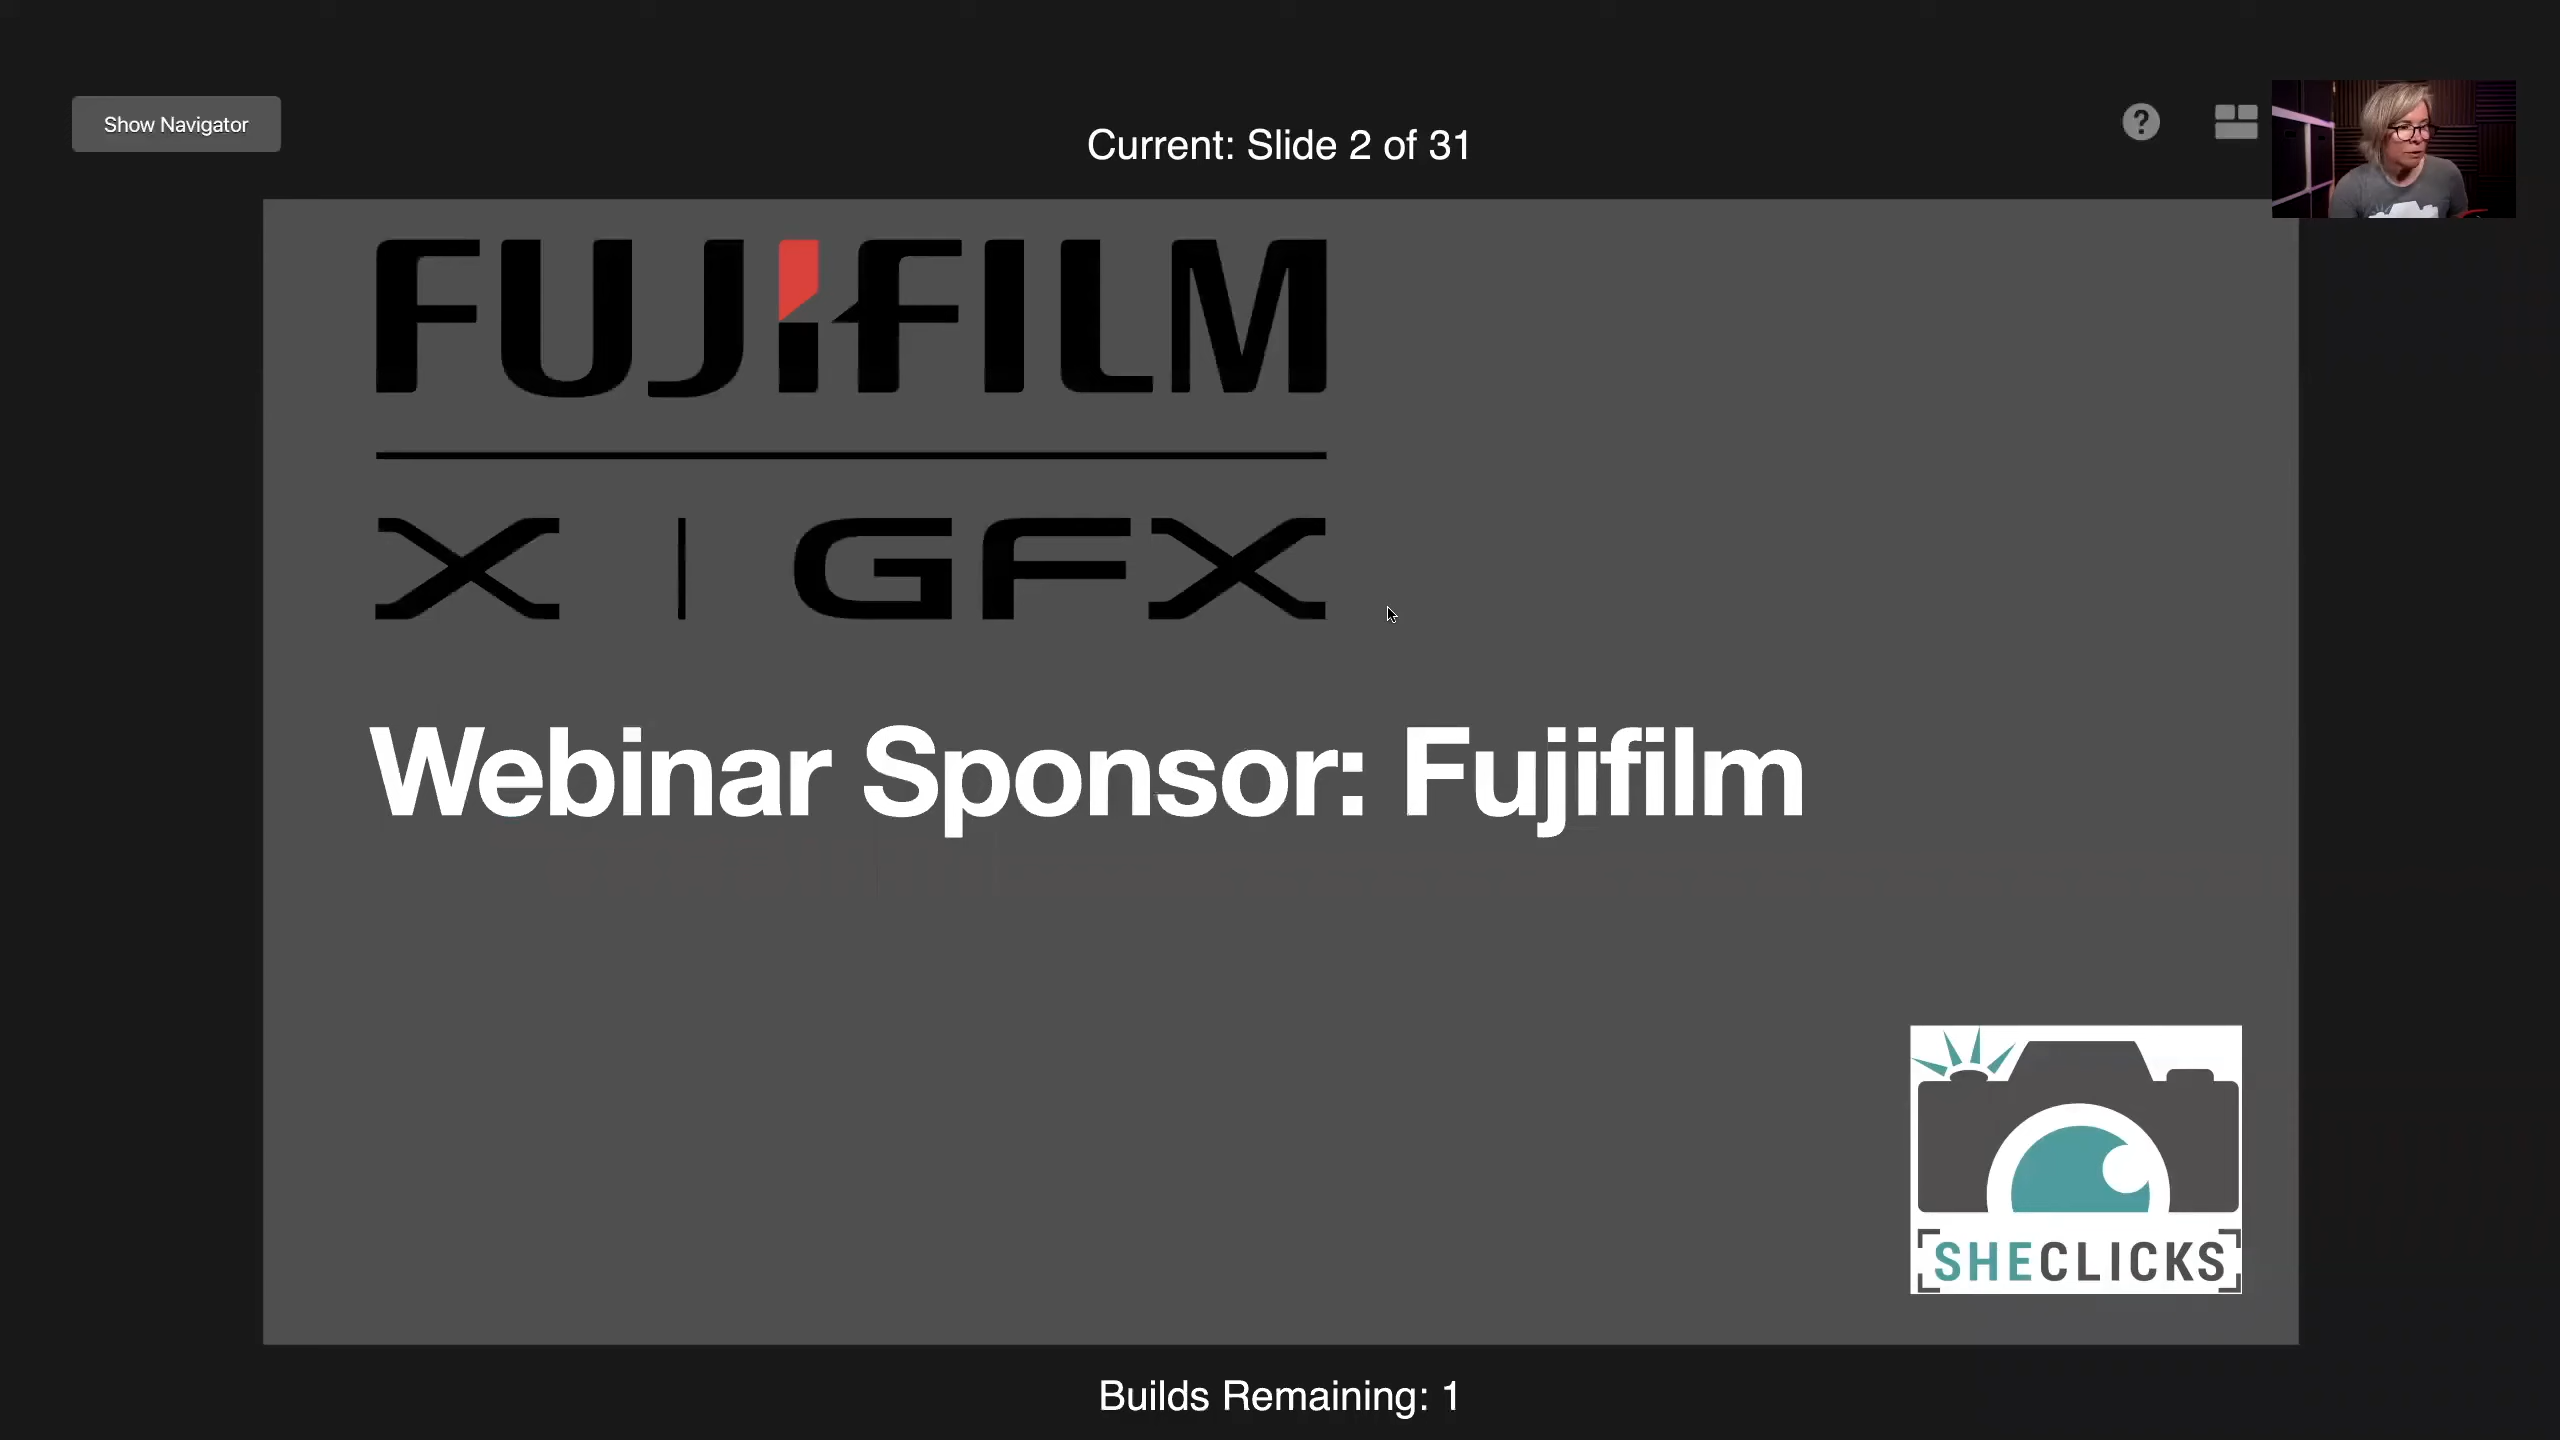 Show Navigator
Current: Slide 2 of 31
?
FUJIFILM
X | GFX
Webinar Sponsor: Fujifilm
SHECLICKS
Builds Remaining: 1